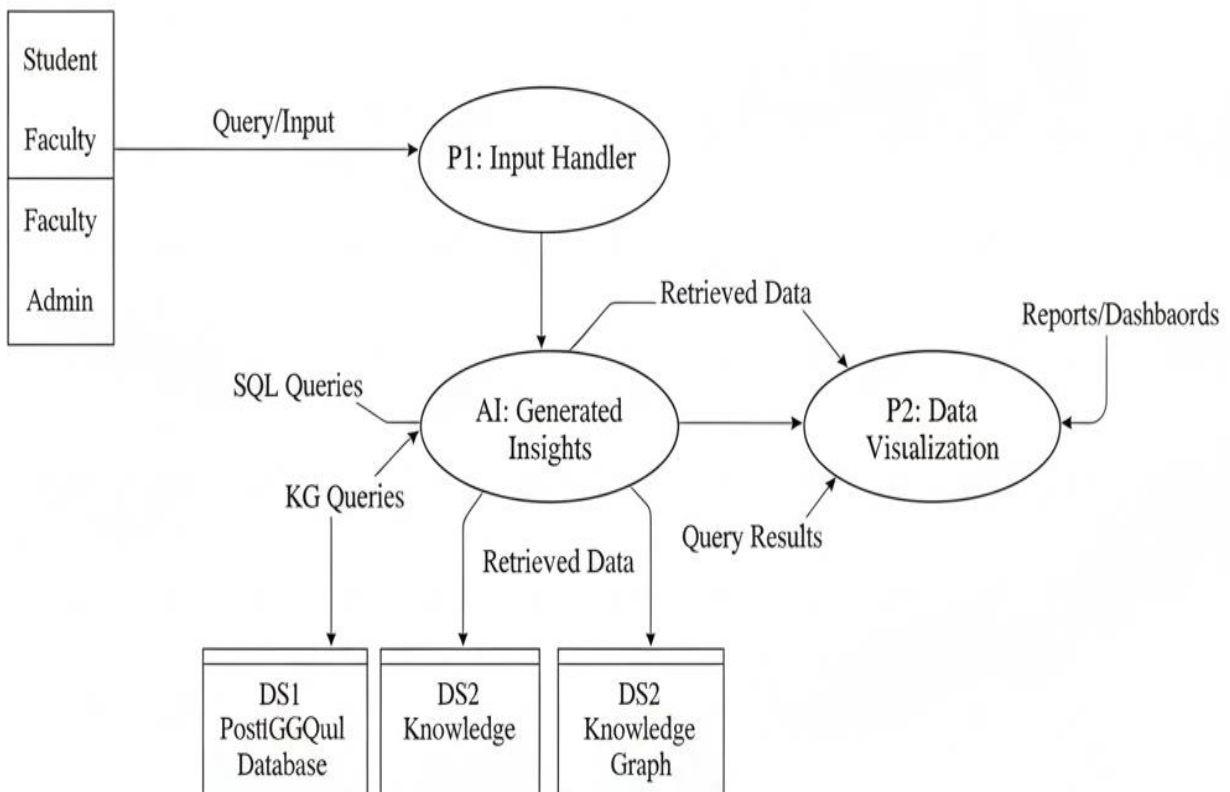 Student
Faculty
Faculty
Admin
Query/Input
P1: Input Handler
Retrieved Data
Reports/Dashbaords
SQL Queries
AI: Generated
Insights
P2: Data
Visualization
KG Queries
Query Results
Retrieved Data
DS1
PostiGGQuul
Database
DS2
Knowledge
DS2
Knowledge
Graph